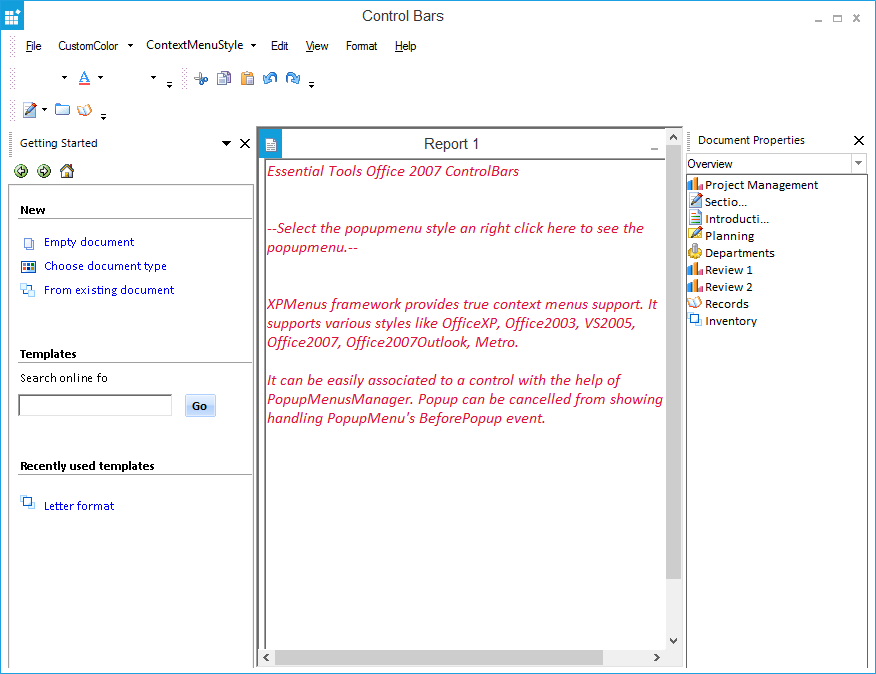 Control Bars
File CustomColor ContextMenuStyle Edit View Format Help
A
Getting Started
New
Empty document
Choose document type
From existing document
Templates
Search online fo
Go
Recently used templates
Letter format
Report 1
Essential Tools Office 2007 ControlBars
--Select the popupmenu style an right click here to see the
popupmenu.--
XPMenus framework provides true context menus support. It
supports various styles like OfficeXP, Office2003, VS2005,
Office2007, Office2007Outlook, Metro.
It can be easily associated to a control with the help of
PopupMenusManager. Popup can be cancelled from showing
handling PopupMenu's BeforePopup event.
Document Properties
Overview
Project Management
Sectio...
Introducti...
Planning
Departments
Review 1
Review 2
Records
Inventory